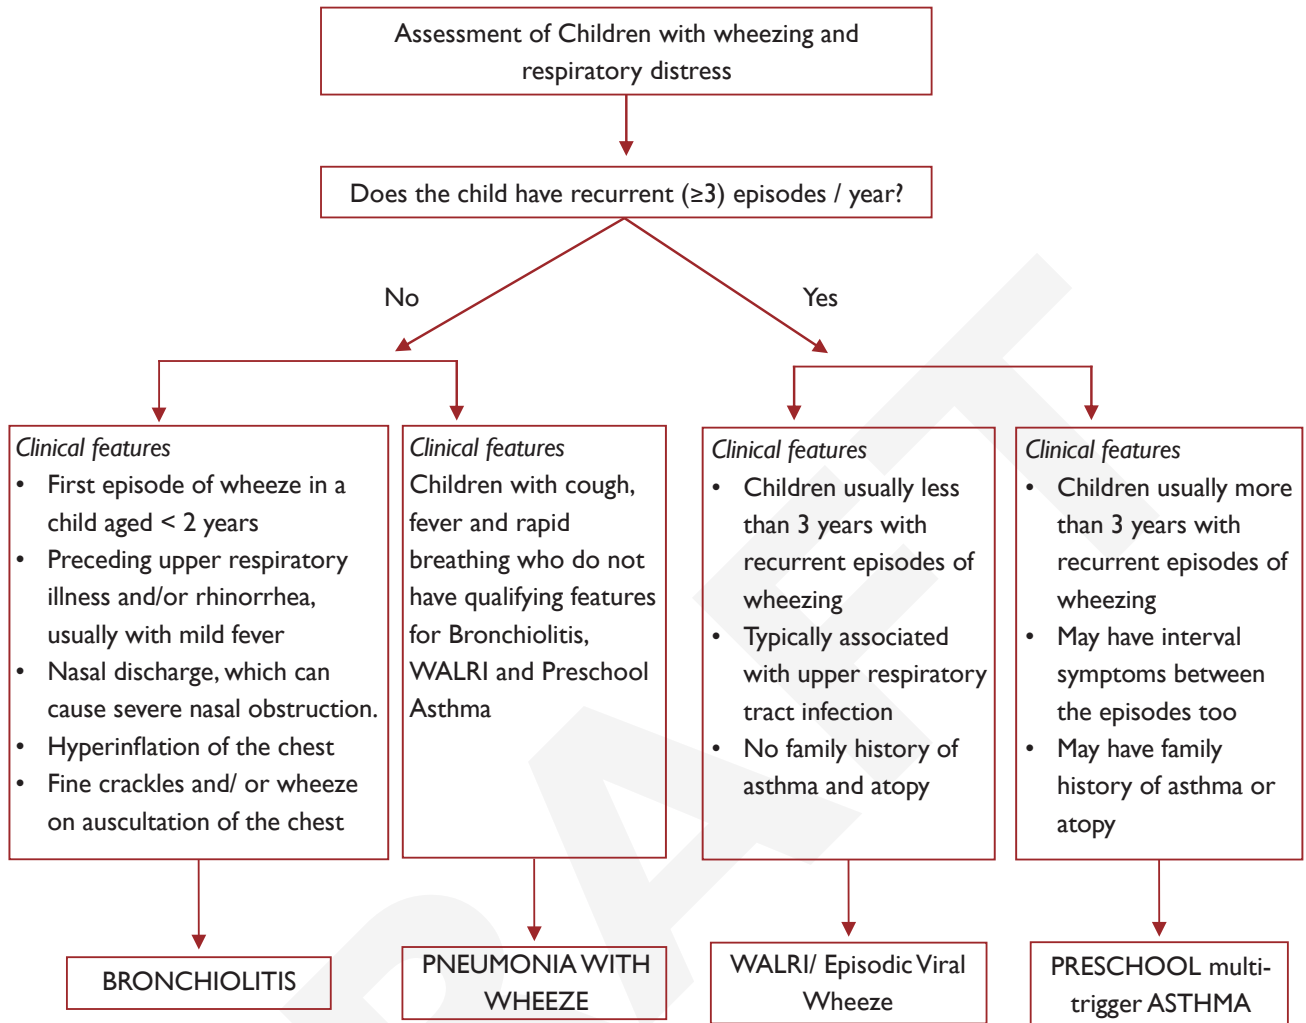 Assessment of Children with wheezing and
respiratory distress
Does the child have recurrent (≥3) episodes / year?
No
Yes
Clinical features
• First episode of wheeze in a
child aged < 2 years
• Preceding upper respiratory
illness and/or rhinorrhea,
usually with mild fever
• Nasal discharge, which can
cause severe nasal obstruction.
• Hyperinflation of the chest
• Fine crackles and/ or wheeze
on auscultation of the chest
Clinical features
Children with cough,
fever and rapid
breathing who do not
have qualifying features
for Bronchiolitis,
WALRI and Preschool
Asthma
Clinical features
• Children usually less
than 3 years with
recurrent episodes of
wheezing
• Typically associated
with upper respiratory
tract infection
• No family history of
asthma and atopy
Clinical features
• Children usually more
than 3 years with
recurrent episodes of
wheezing
• May have interval
symptoms between
the episodes too
• May have family
history of asthma or
atopy
BRONCHIOLITIS
PNEUMONIA WITH
WHEEZE
WALRI/ Episodic Viral
Wheeze
PRESCHOOL multi-
trigger ASTHMA
DRAFT